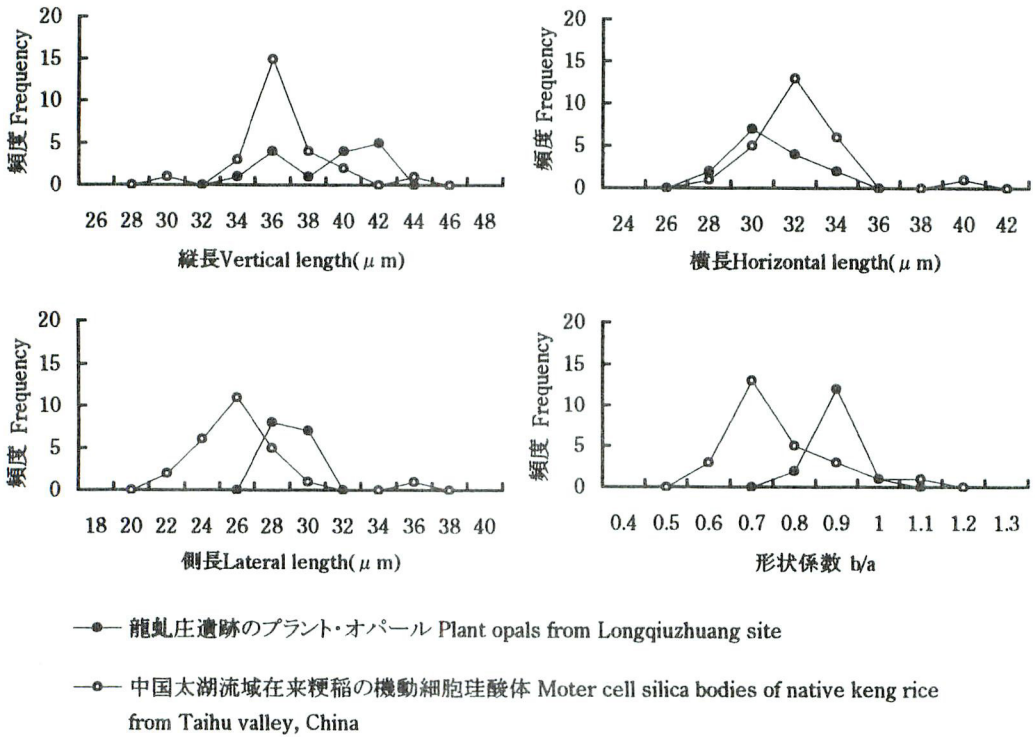 20
15
10
5
0
頻度 Frequency
26 28 30 32 34 36 38 40 42 44 46 48
縦長Vertical length(μm)
20
15
10
5
0
頻度 Frequency
24 26 28 30 32 34 36 38 40 42
横長Horizontal length(μm)
20
15
10
5
0
頻度 Frequency
18 20 22 24 26 28 30 32 34 36 38 40
側長Lateral length(μm)
20
15
10
5
0
頻度 Frequency
0.4 0.5 0.6 0.7 0.8 0.9 1 1.1 1.2 1.3
形状係数 b/a
龍虬庄遺跡のプラント・オパール Plant opals from Longqiuzhuang site
中国太湖流域在来粳稲の機動細胞珪酸体 Moter cell silica bodies of native keng rice
from Taihu valley, China